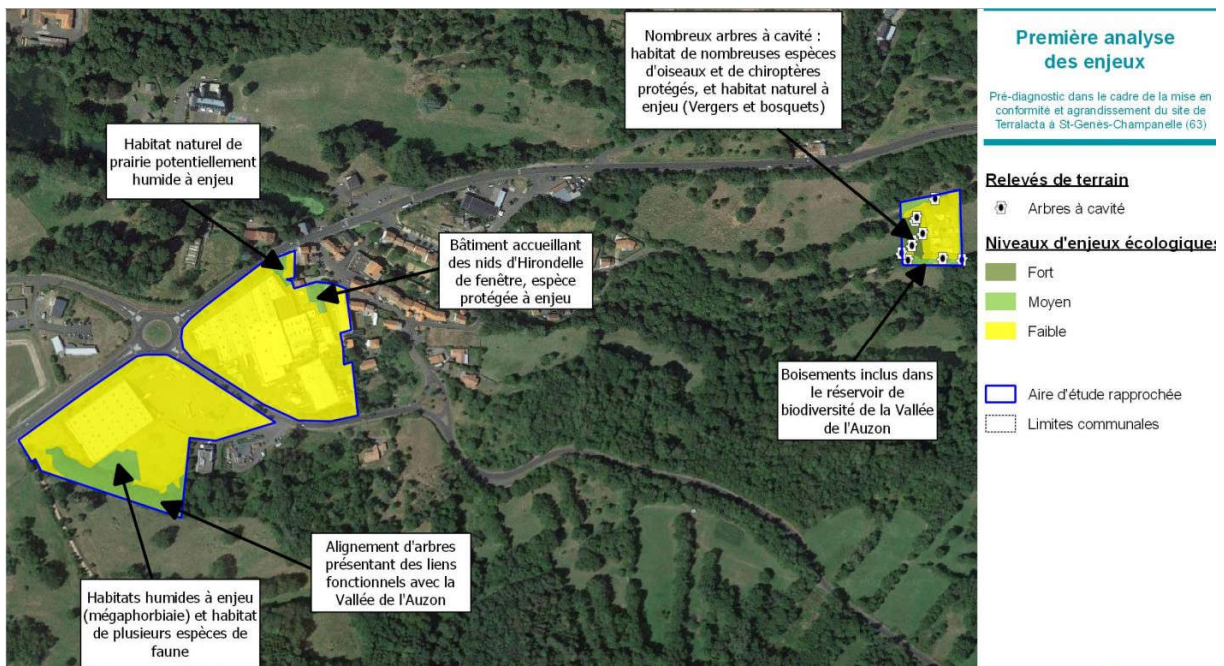 Nombreux arbres à cavité :
habitat de nombreuses espèces
d'oiseaux et de chiroptères
protégés, et habitat naturel à
enjeu (Vergers et bosquets)
Habitat naturel de
prairie potentiellement
humide à enjeu
Bâtiment accueillant
des nids d'Hirondelle
de fenêtre, espèce
protégée à enjeu
Boisements inclus dans
le réservoir de
biodiversité de la Vallée
de l'Auzon
Alignement d'arbres
présentant des liens
fonctionnels avec la
Vallée de l'Auzon
Habitats humides à enjeu
(mégaphorbiaie) et habitat
de plusieurs espèces de
faune
Première analyse
des enjeux
Pré-diagnostic dans le cadre de la mise en
conformité et agrandissement du site de
Terralacta à St-Genès-Champanelle (63)
Relevés de terrain
Arbres à cavité
Niveaux d'enjeux écologiques
Fort
Moyen
Faible
Aire d'étude rapprochée
Limites communales